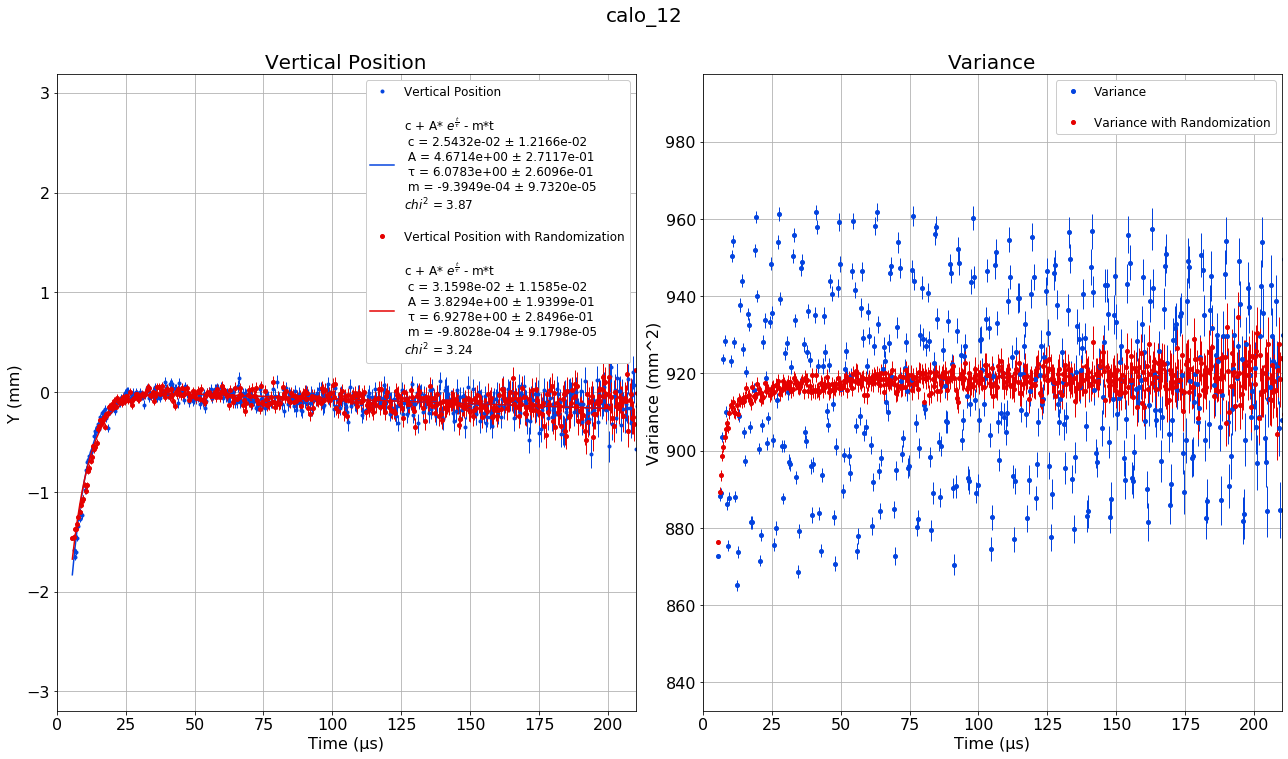 calo_12
Vertical Position
Vertical Position
c + A* e^{t/τ} - m*t
c = 2.5432e-02 ± 1.2166e-02
A = 4.6714e+00 ± 2.7117e-01
τ = 6.0783e+00 ± 2.6096e-01
m = -9.3949e-04 ± 9.7320e-05
chi² = 3.87
Vertical Position with Randomization
c + A* e^{t/τ} - m*t
c = 3.1598e-02 ± 1.1585e-02
A = 3.8294e+00 ± 1.9399e-01
τ = 6.9278e+00 ± 2.8496e-01
m = -9.8028e-04 ± 9.1798e-05
chi² = 3.24
3
2
1
0
−1
−2
−3
Y (mm)
0 25 50 75 100 125 150 175 200
Time (μs)
Variance
Variance
Variance with Randomization
980
960
940
920
900
880
860
840
Variance (mm^2)
0 25 50 75 100 125 150 175 200
Time (μs)